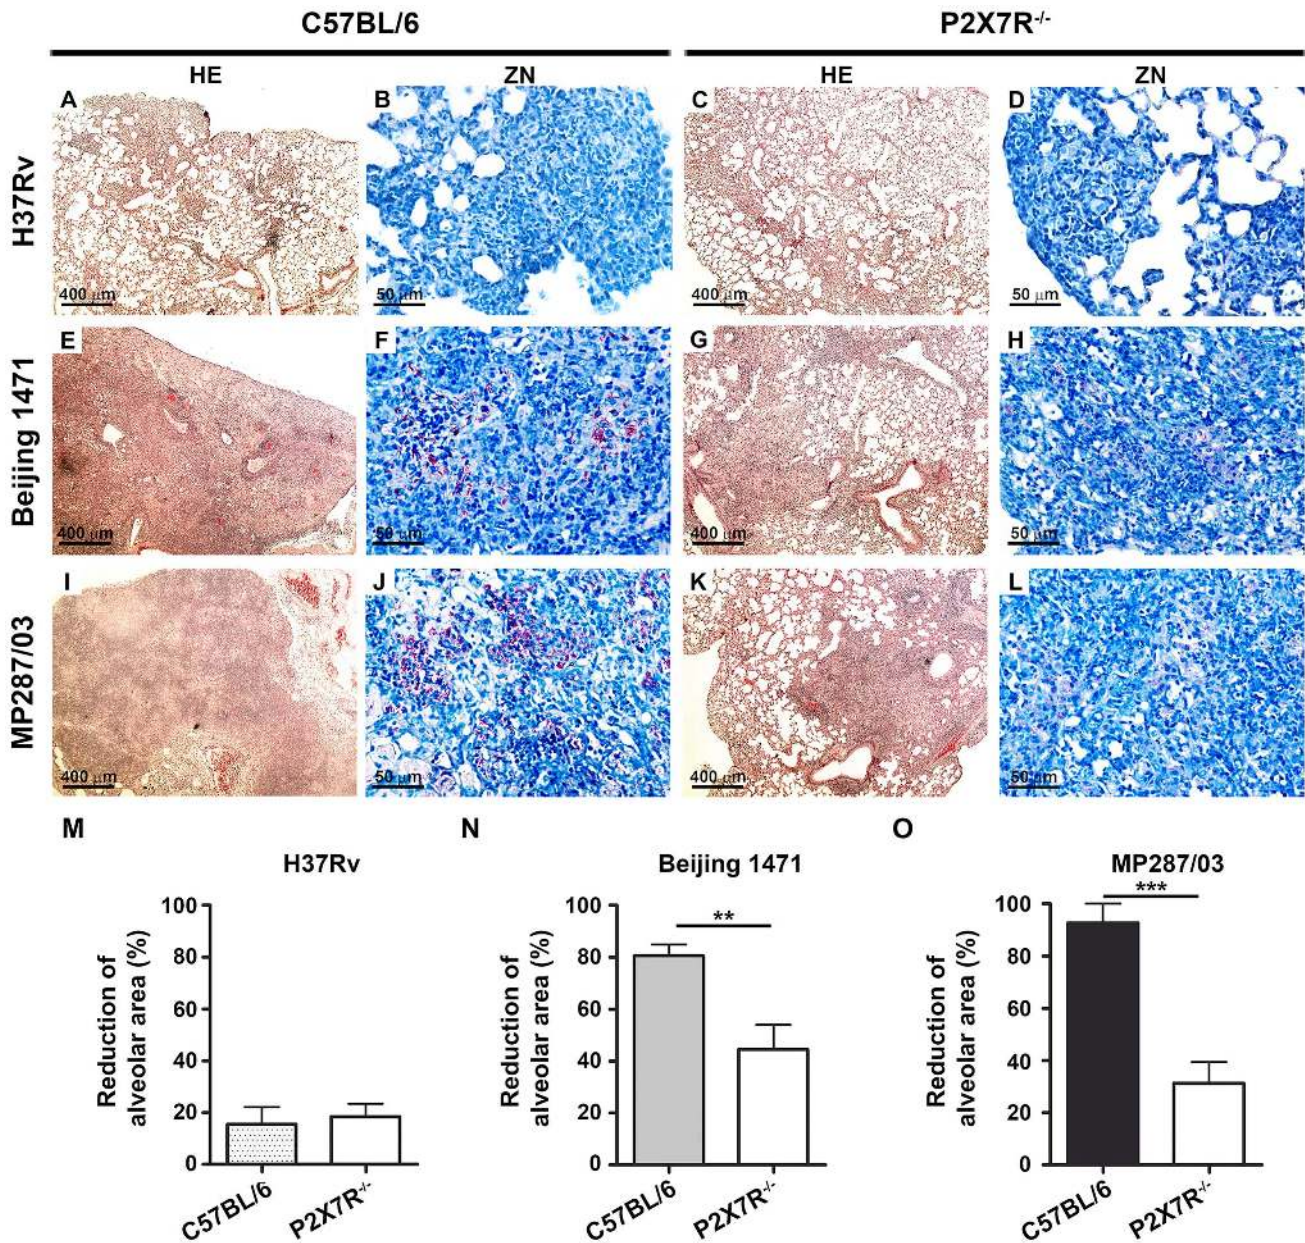 C57BL/6 P2X7R-/-
HE ZN HE ZN
H37Rv
A B C D
400 μm 50 μm 400 μm 50 μm
Beijing 1471
E F G H
400 μm 50 μm 400 μm 50 μm
MP287/03
I J K L
400 μm 50 μm 400 μm 50 μm
M N O
H37Rv
Reduction of
alveolar area (%)
100
80
60
40
20
0
C57BL/6 P2X7R-/-
Beijing 1471
Reduction of
alveolar area (%)
100
80
60
40
20
0
**
C57BL/6 P2X7R-/-
MP287/03
Reduction of
alveolar area (%)
100
80
60
40
20
0
***
C57BL/6 P2X7R-/-